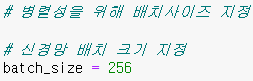 # 병렬성을 위해 배치사이즈 지정
# 신경망 배치 크기 지정
batch_size = 256